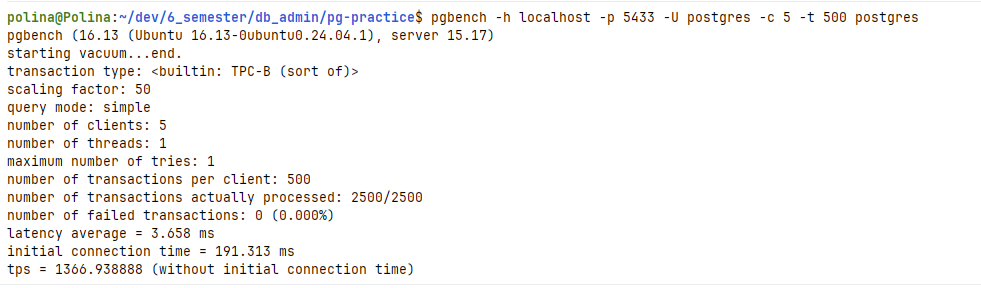 polina@Polina:~/dev/6_semester/db_admin/pg-practice$ pgbench -h localhost -p 5433 -U postgres -c 5 -t 500 postgres
pgbench (16.13 (Ubuntu 16.13-0ubuntu0.24.04.1), server 15.17)
starting vacuum...end.
transaction type: <builtin: TPC-B (sort of)>
scaling factor: 50
query mode: simple
number of clients: 5
number of threads: 1
maximum number of tries: 1
number of transactions per client: 500
number of transactions actually processed: 2500/2500
number of failed transactions: 0 (0.000%)
latency average = 3.658 ms
initial connection time = 191.313 ms
tps = 1366.938888 (without initial connection time)